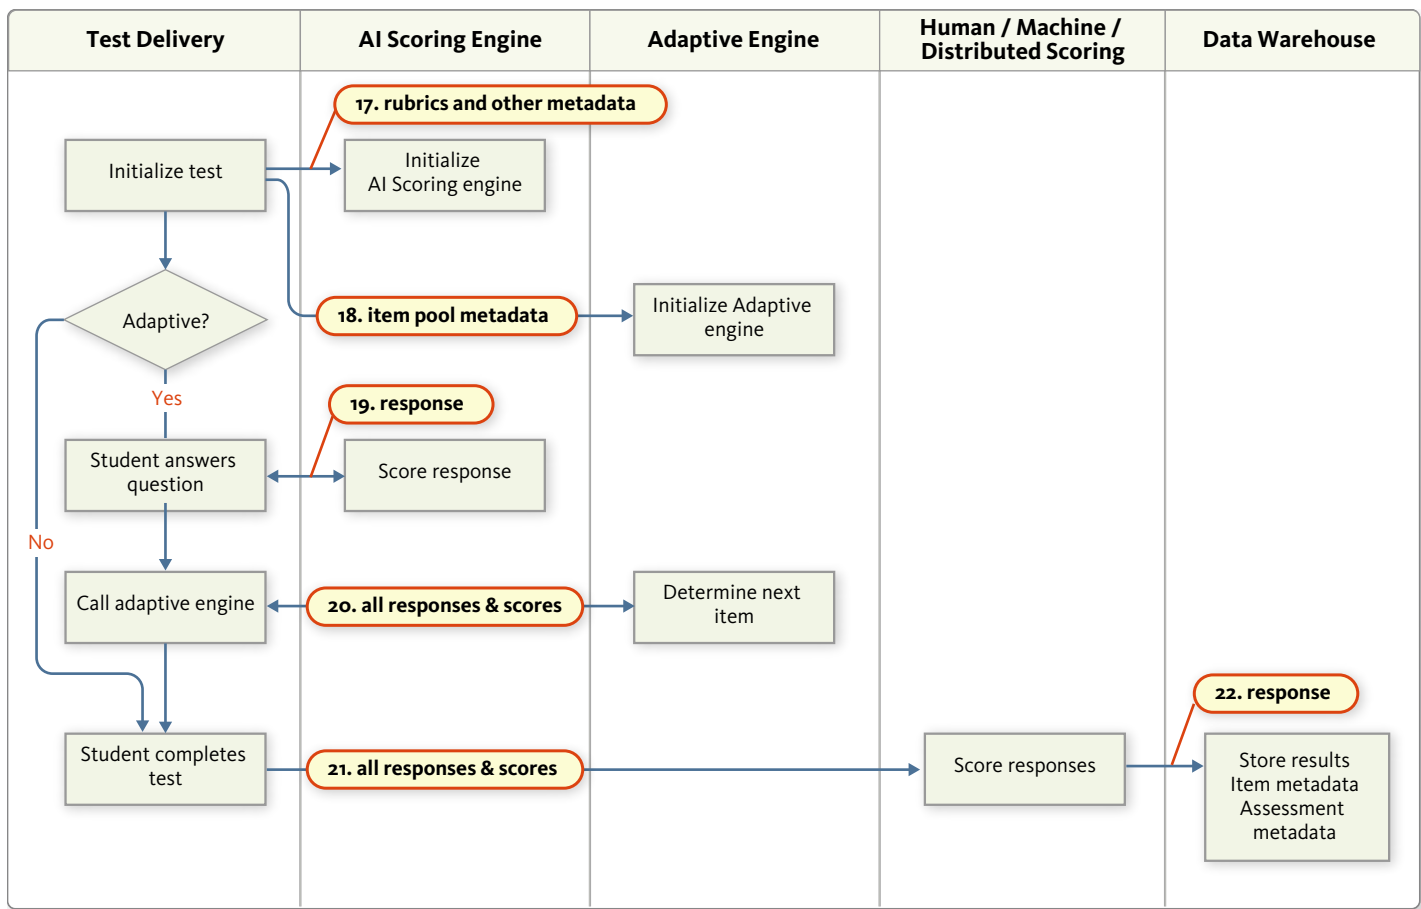 Test Delivery
AI Scoring Engine
Adaptive Engine
Human / Machine /
Distributed Scoring
Data Warehouse
17. rubrics and other metadata
Initialize test
Initialize
AI Scoring engine
Adaptive?
18. item pool metadata
Initialize Adaptive
engine
Yes
19. response
Student answers
question
Score response
No
Call adaptive engine
20. all responses & scores
Determine next
item
22. response
Student completes
test
21. all responses & scores
Score responses
Store results
Item metadata
Assessment
metadata